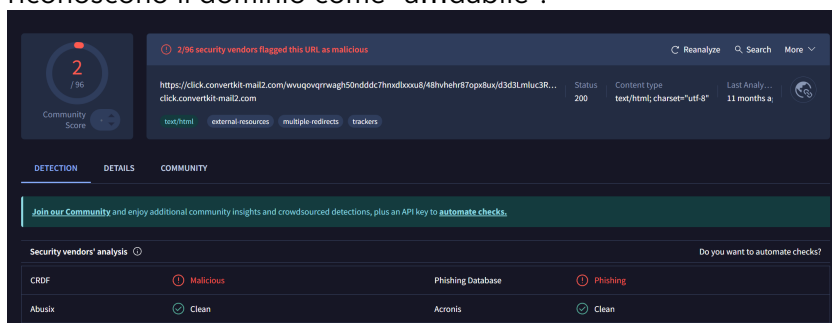 riconoscono il dominio come "affidabile".
2
/ 96
Community
Score
2/96 security vendors flagged this URL as malicious
Reanalyze
Search
More
https://click.convertkit-mail2.com/wvuqovqrrwagh50ndddc7hnxdlxxxu8/48hvhehr87opx8ux/d3d3Lmluc3R...
click.convertkit-mail2.com
Status
200
Content type
text/html; charset="utf-8"
Last Analy...
11 months a
text/html
external-resources
multiple-redirects
trackers
DETECTION
DETAILS
COMMUNITY
Join our Community and enjoy additional community insights and crowdsourced detections, plus an API key to automate checks.
Security vendors' analysis
Do you want to automate checks?
CRDF
Malicious
Phishing Database
Phishing
Abusix
Clean
Acronis
Clean